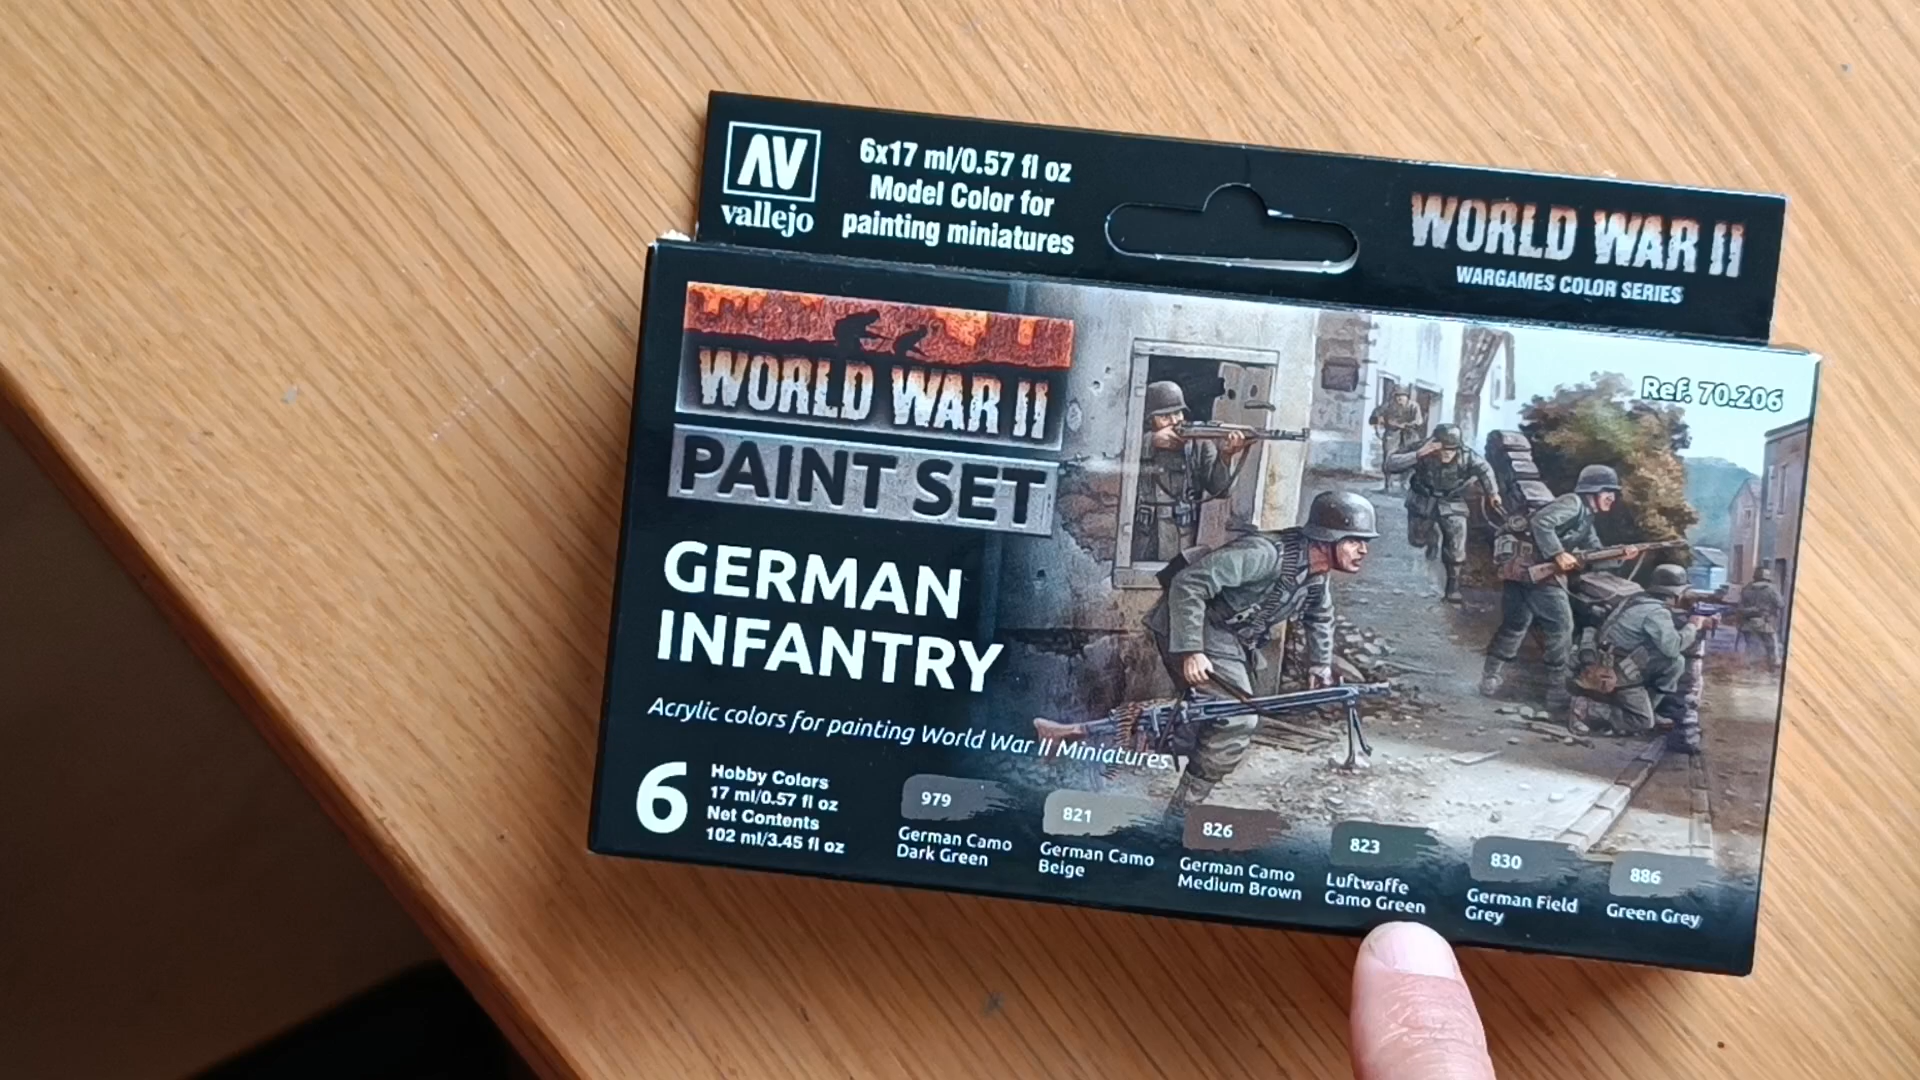 AV
vallejo
6x17 ml/0.57 fl oz
Model Color for
painting miniatures
WORLD WAR II
WARGAMES COLOR SERIES
WORLD WAR II
PAINT SET
Ref. 70.206
GERMAN
INFANTRY
Acrylic colors for painting World War II Miniatures
6
Hobby Colors
17 ml/0.57 fl oz
Net Contents
102 ml/3.45 fl oz
979
German Camo
Dark Green
821
German Camo
Beige
826
German Camo
Medium Brown
823
Luftwaffe
Camo Green
830
German Field
Grey
886
Green Grey